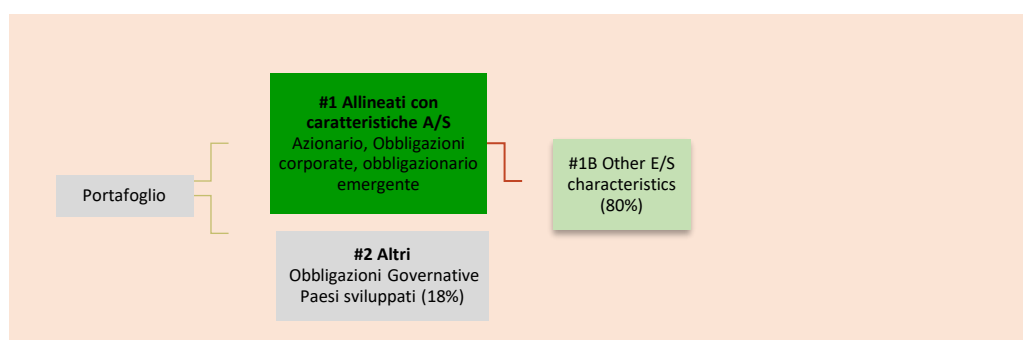 Portafoglio
#1 Allineati con
caratteristiche A/S
Azionario, Obbligazioni
corporate, obbligazionario
emergente
#2 Altri
Obbligazioni Governative
Paesi sviluppati (18%)
#1B Other E/S
characteristics
(80%)